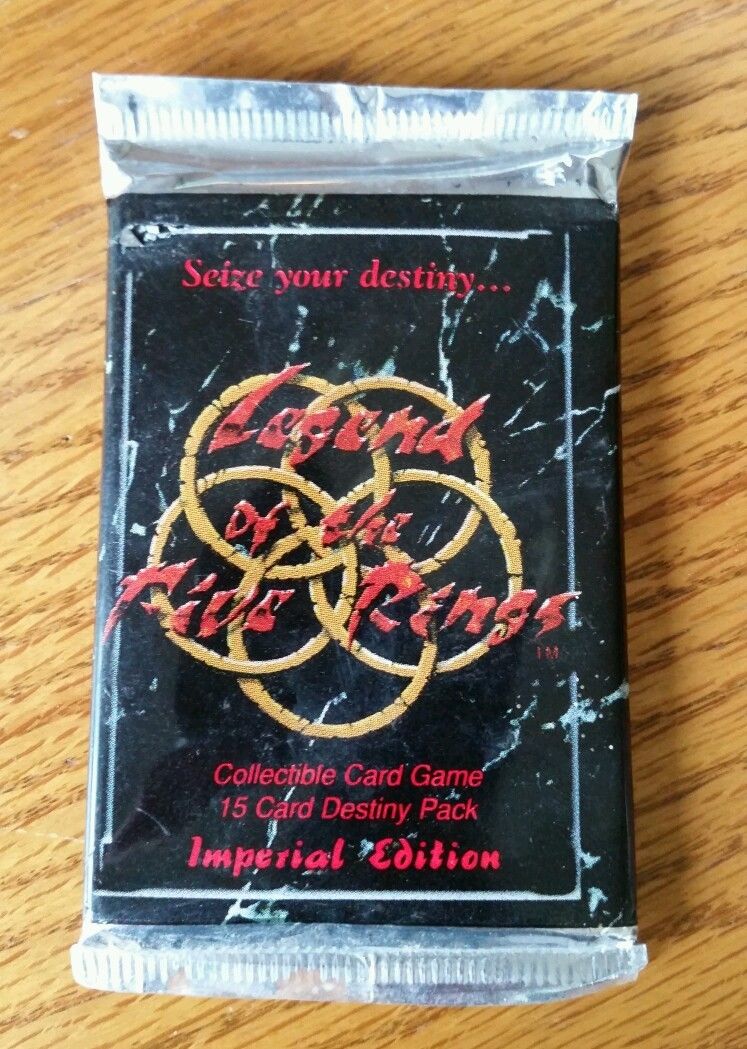 Seize your destiny...
Legend
of the
Five Rings
TM
Collectible Card Game
15 Card Destiny Pack
Imperial Edition